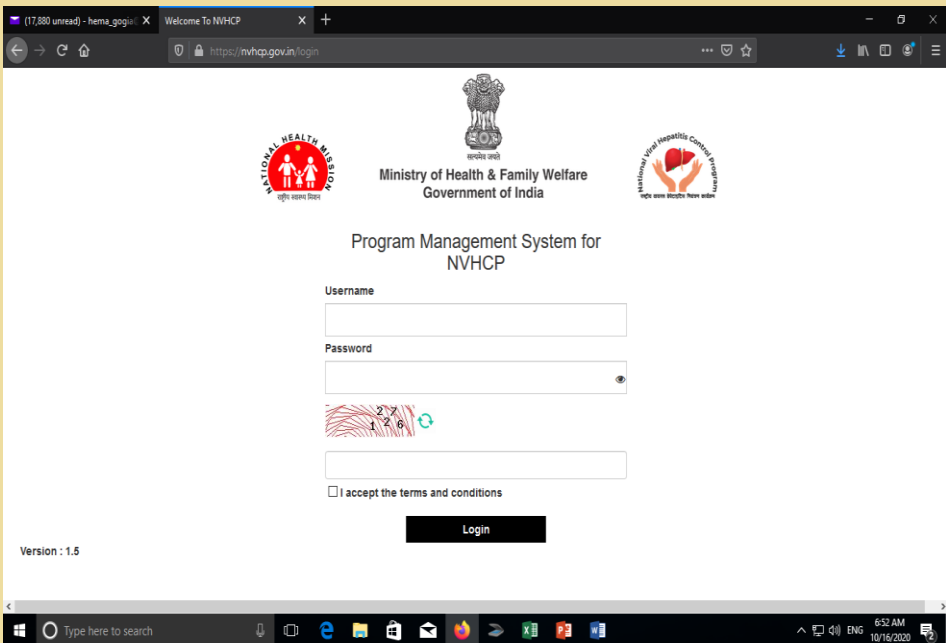 (17,880 unread) - hema_gogia
Welcome To NVHCP
https://nvhcp.gov.in/login
NATIONAL HEALTH MISSION
राष्ट्रीय स्वास्थ्य मिशन
सत्यमेव जयते
Ministry of Health & Family Welfare
Government of India
National Viral Hepatitis Control Program
Program Management System for
NVHCP
Username
Password
I accept the terms and conditions
Login
Version : 1.5
Type here to search
ENG
6:52 AM
10/16/2020
2